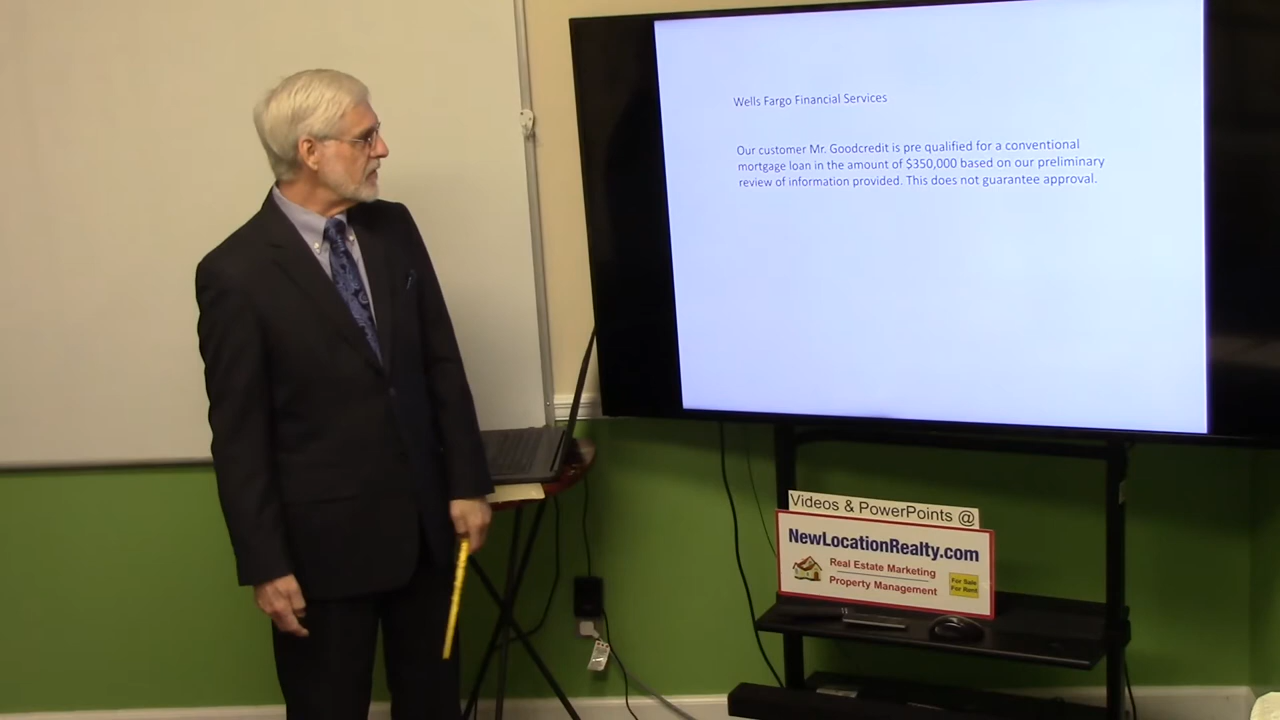 Wells Fargo Financial Services
Our customer Mr. Goodcredit is pre qualified for a conventional
mortgage loan in the amount of $350,000 based on our preliminary
review of information provided. This does not guarantee approval.
Videos & PowerPoints @
NewLocationRealty.com
Real Estate Marketing
Property Management
For Sale
For Rent